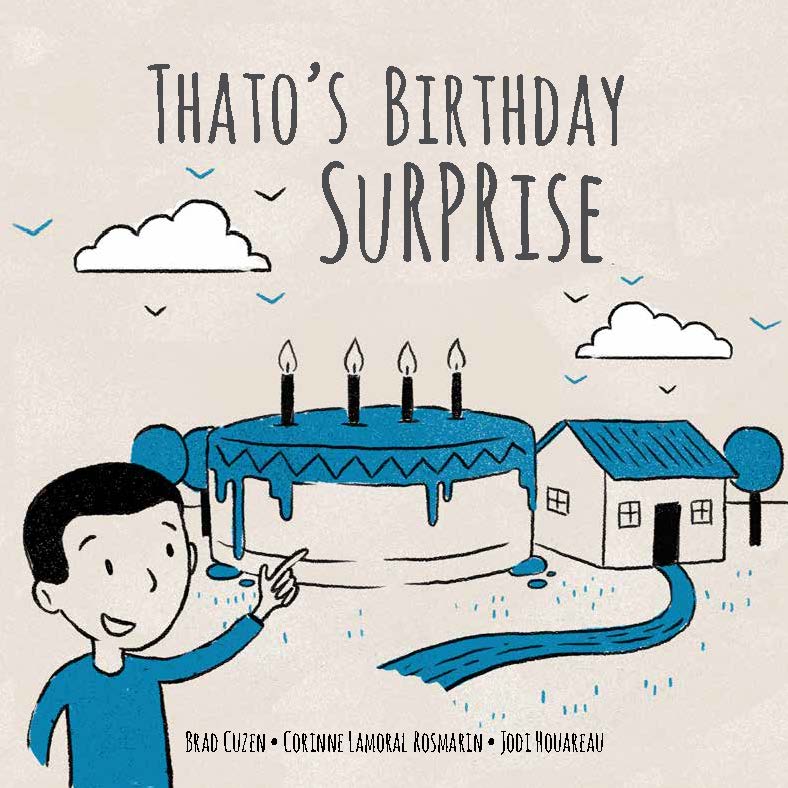 Thato's Birthday
Surprise
Brad Cuzen • Corinne Lamoral Rosmarin • Jodi Houareau